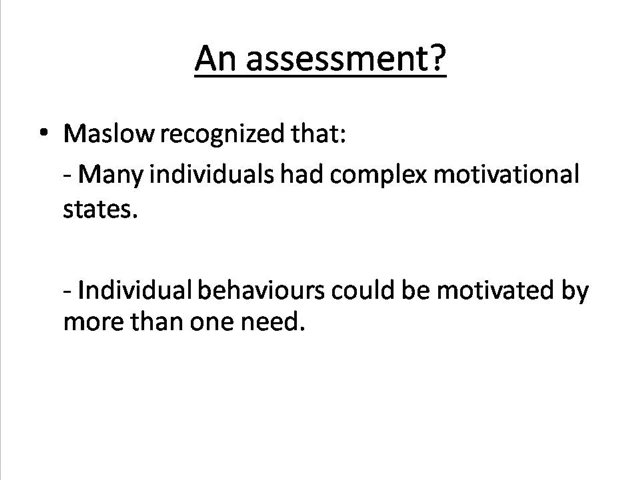 An assessment?
• Maslow recognized that:
- Many individuals had complex motivational
states.
- Individual behaviours could be motivated by
more than one need.